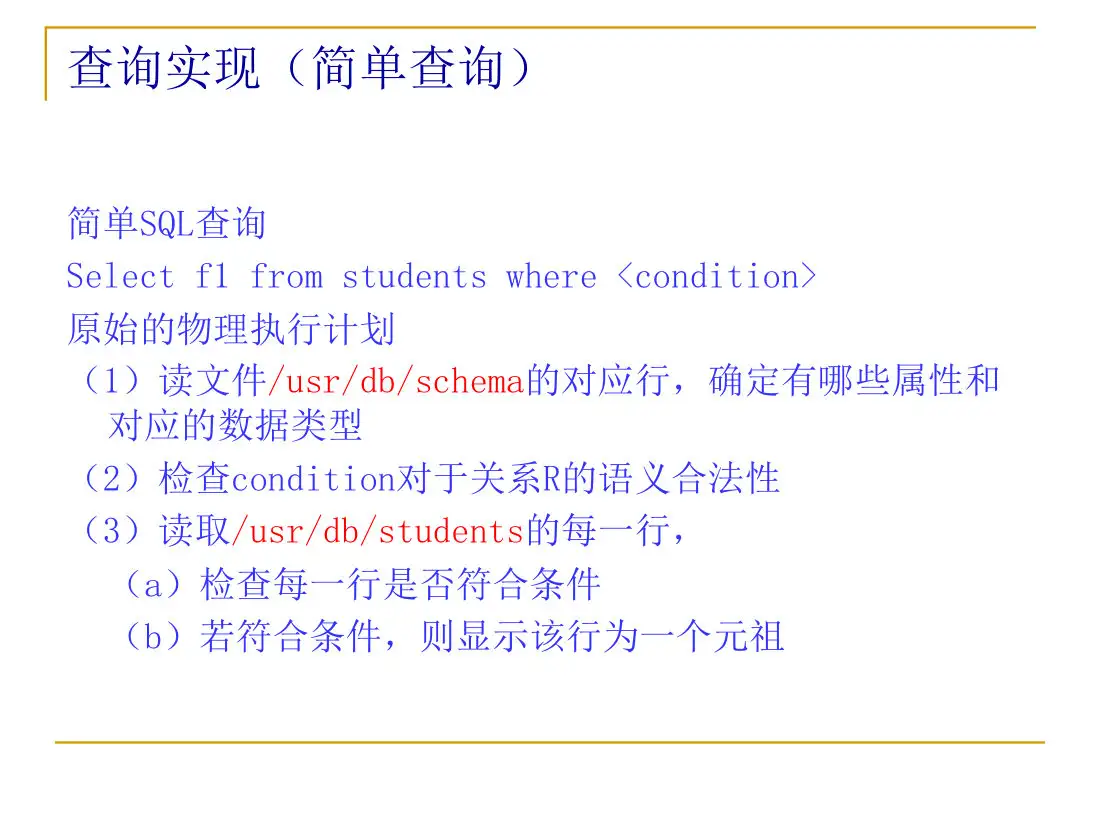 查询实现（简单查询）
简单SQL查询
Select f1 from students where <condition>
原始的物理执行计划
（1）读文件/usr/db/schema的对应行，确定有哪些属性和
对应的数据类型
（2）检查condition对于关系R的语义合法性
（3）读取/usr/db/students的每一行，
（a）检查每一行是否符合条件
（b）若符合条件，则显示该行为一个元祖